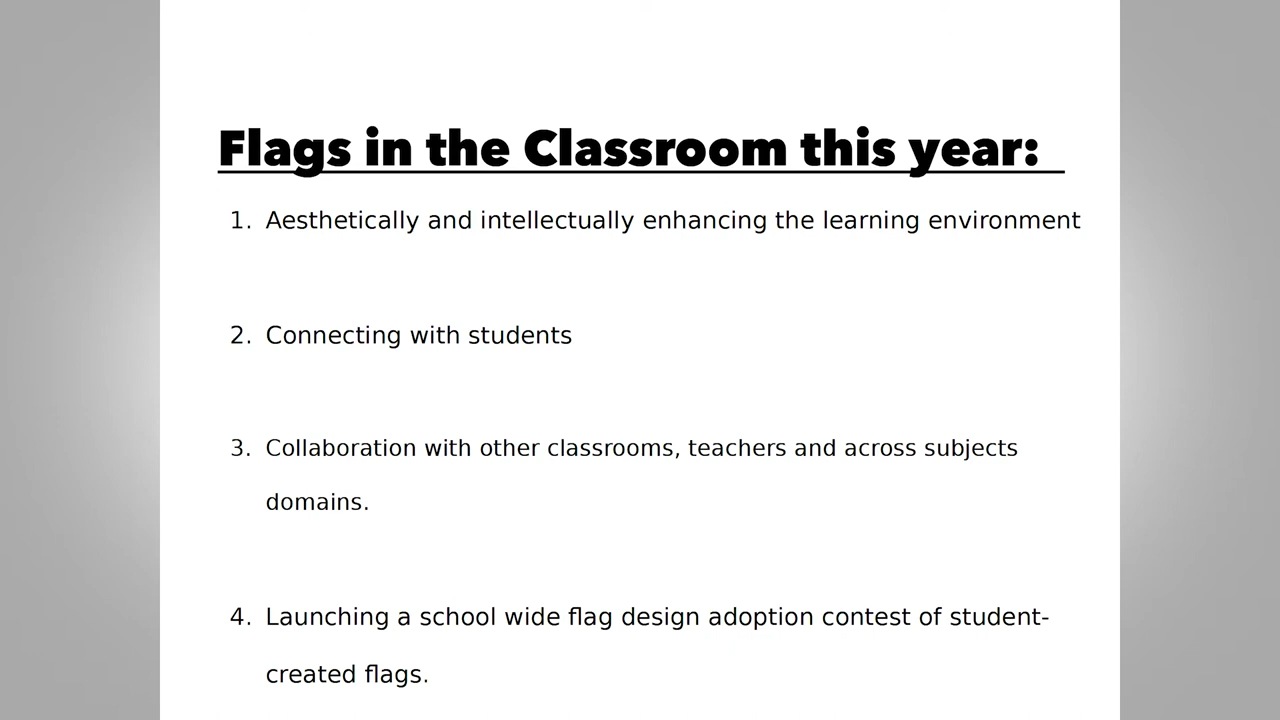 Flags in the Classroom this year:
1. Aesthetically and intellectually enhancing the learning environment
2. Connecting with students
3. Collaboration with other classrooms, teachers and across subjects
domains.
4. Launching a school wide flag design adoption contest of student-
created flags.